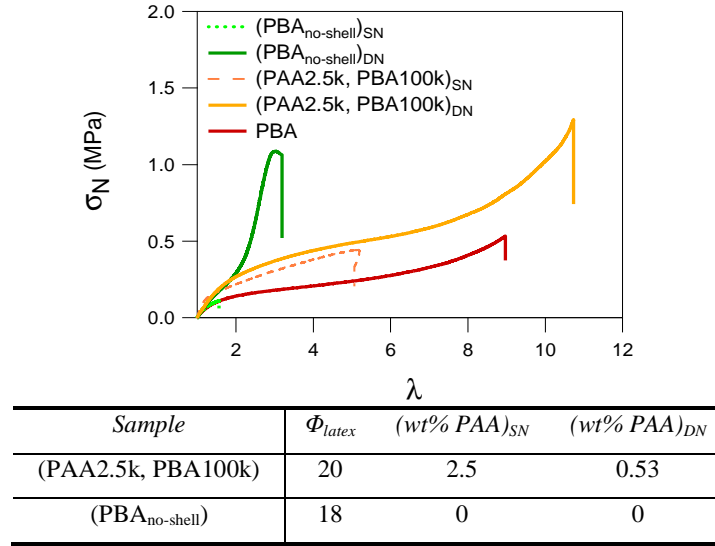 2.0
1.5
1.0
0.5
0.0
σN (MPa)
(PBAno-shell)SN
(PBAno-shell)DN
(PAA2.5k, PBA100k)SN
(PAA2.5k, PBA100k)DN
PBA
2 4 6 8 10 12
λ
Sample Φlatex (wt% PAA)SN (wt% PAA)DN
(PAA2.5k, PBA100k) 20 2.5 0.53
(PBAno-shell) 18 0 0